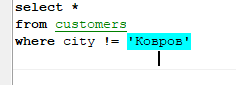 select *
from customers
where city != 'Ковров'